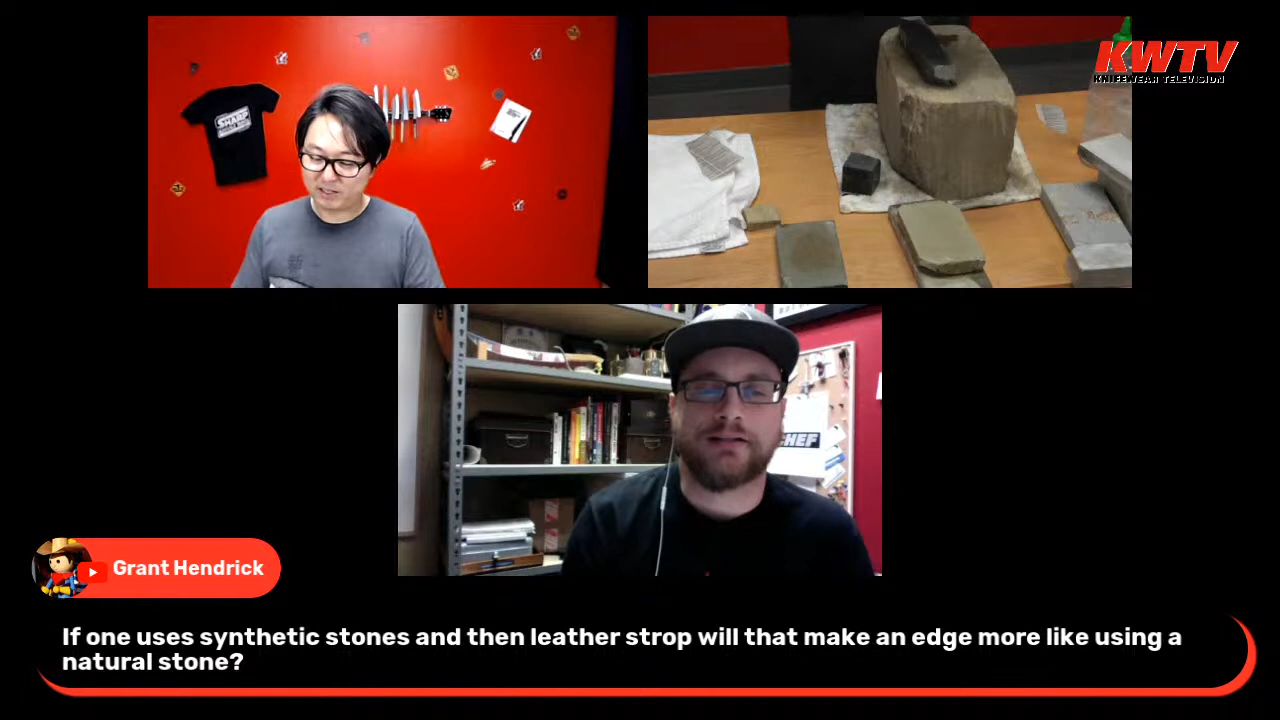 KWTV
KNIFEWEAR TELEVISION
SHARP
HEF
Grant Hendrick
If one uses synthetic stones and then leather strop will that make an edge more like using a
natural stone?